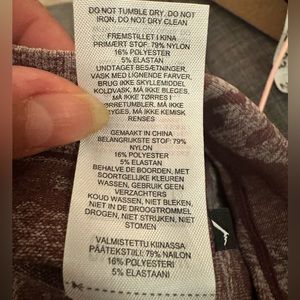 DO NOT TUMBLE DRY, DO NOT
IRON, DO NOT DRY CLEAN
FREMSTILLET I KINA
PRIMÆRT STOF: 79% NYLON
16% POLYESTER
5% ELASTAN
UNDTAGET BESÆTNINGER,
VASK MED LIGNENDE FARVER,
BRUG IKKE SKYLLEMIDDEL
KOLDVASK, MÅ IKKE BLEGES,
MÅ IKKE TØRRES I
TØRRETUMBLER, MÅ IKKE
STRYGES, MÅ IKKE KEMISK
RENSES
GEMAAKT IN CHINA
BELANGRIJKSTE STOF: 79%
NYLON
16% POLYESTER
5% ELASTAAN
BEHALVE DE BOORDEN, MET
SOORTGELIJKE KLEUREN
WASSEN, GEBRUIK GEEN
VERZACHTER
KOUD WASSEN, NIET BLEKEN,
NIET IN DE DROOGTROMMEL
DROGEN, NIET STRIJKEN, NIET
STOMEN
VALMISTETTU KIINASSA
PÄÄTEKSTIILI: 79% NAILON
16% POLYESTERI
5% ELASTAANI